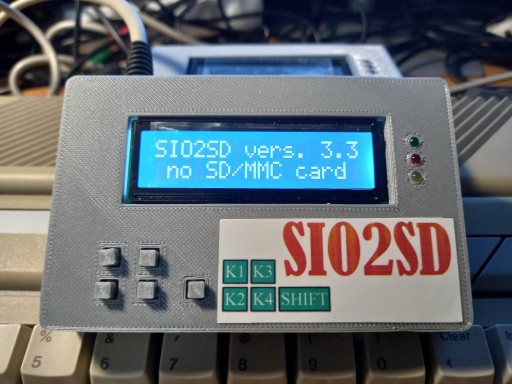 SIO2SD vers. 3.3
no SD/MMC card
SIO2SD
K1 K3
K2 K4 SHIFT
% 5 & 6 ' 7 8 9 0 Clear <